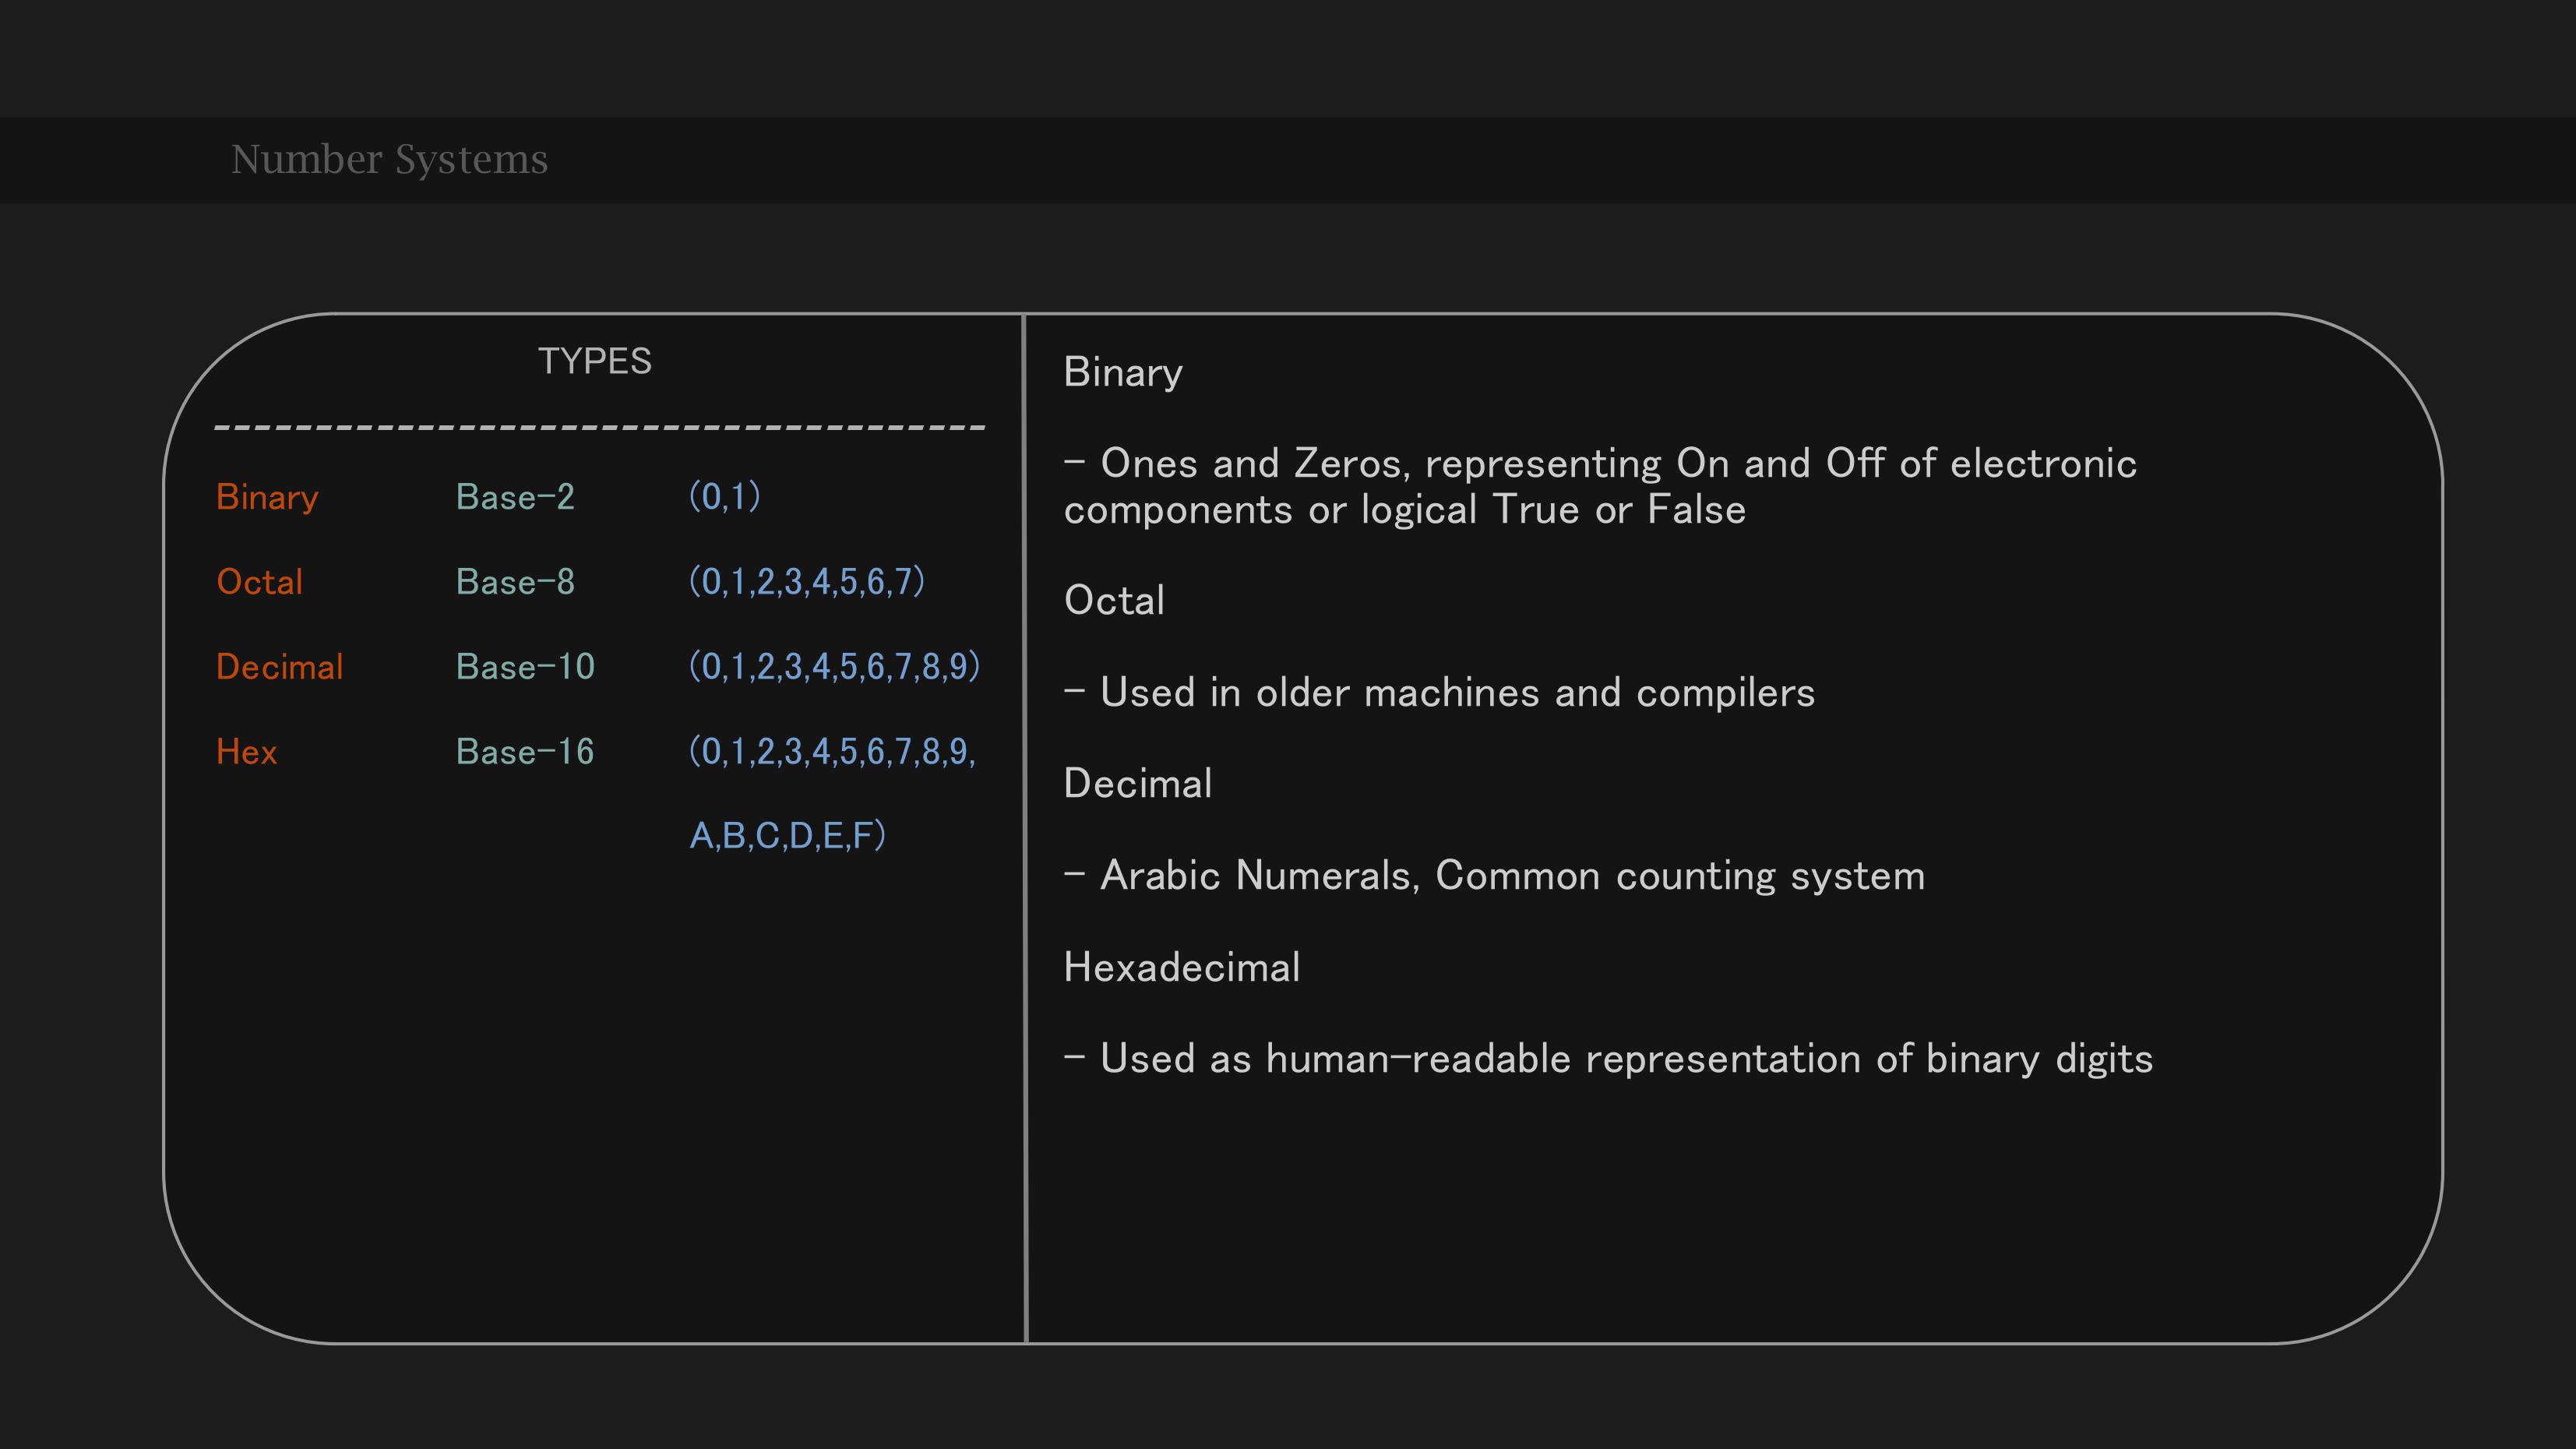 Number Systems
TYPES
--------------------------------------
Binary Base-2 (0,1)
Octal Base-8 (0,1,2,3,4,5,6,7)
Decimal Base-10 (0,1,2,3,4,5,6,7,8,9)
Hex Base-16 (0,1,2,3,4,5,6,7,8,9,
A,B,C,D,E,F)
Binary
- Ones and Zeros, representing On and Off of electronic
components or logical True or False
Octal
- Used in older machines and compilers
Decimal
- Arabic Numerals, Common counting system
Hexadecimal
- Used as human-readable representation of binary digits